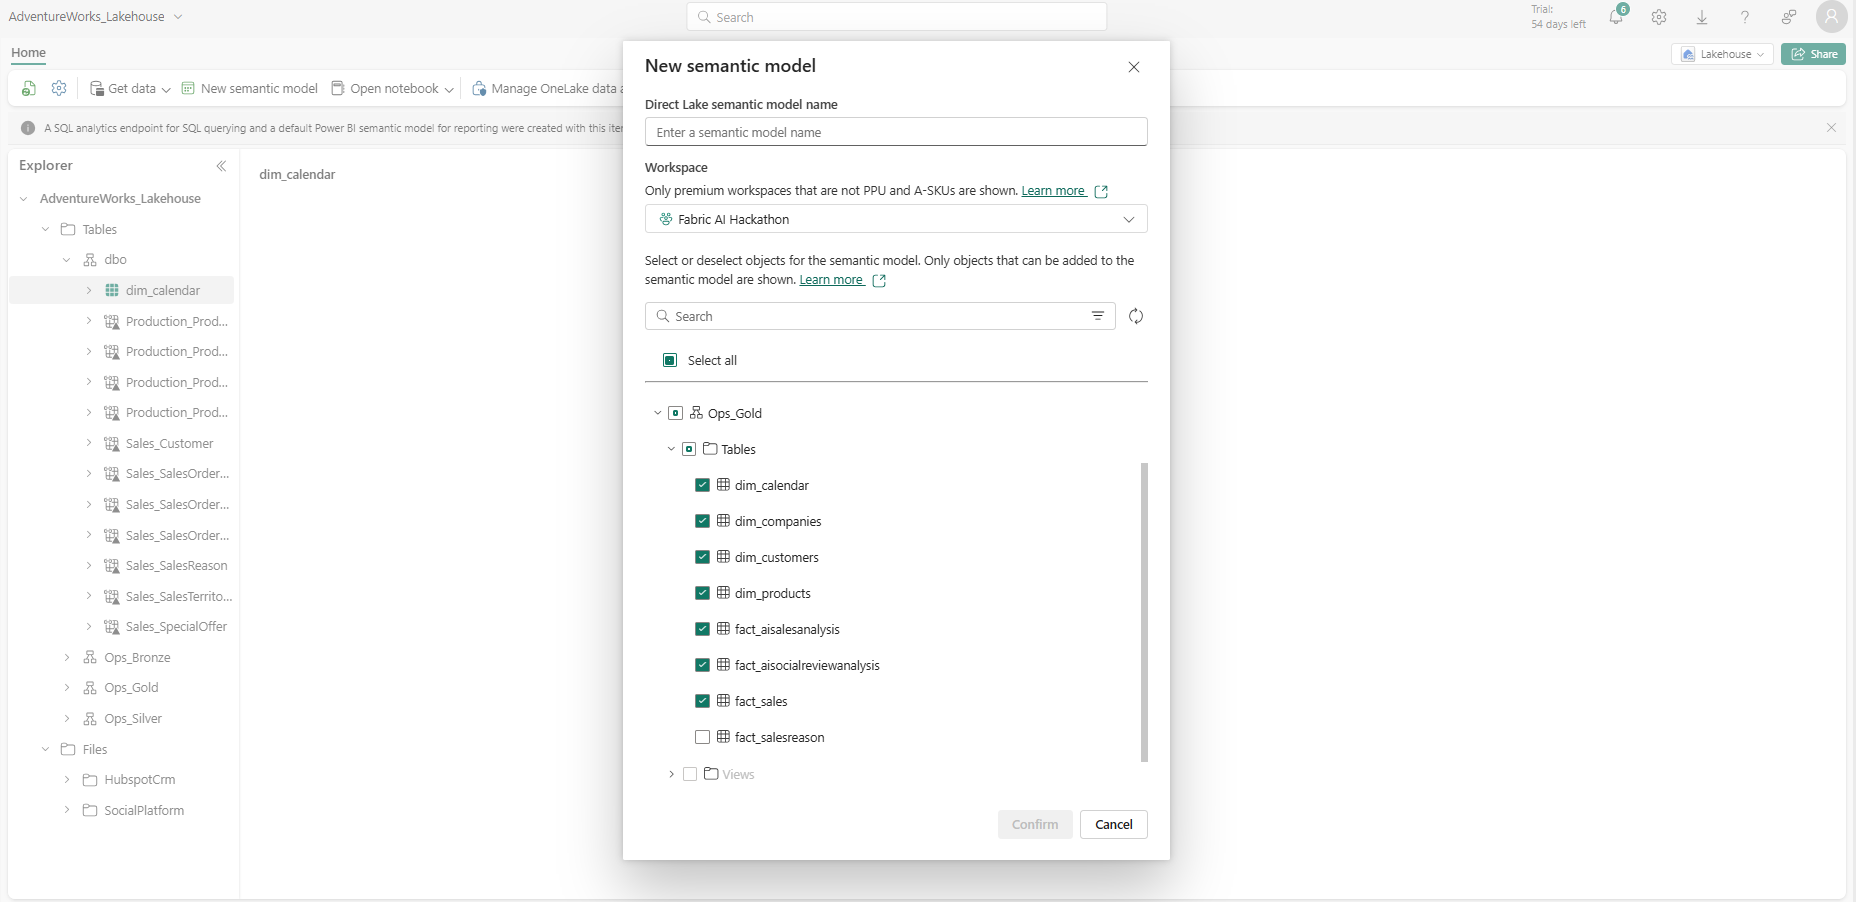 AdventureWorks_Lakehouse
Search
Trial:
54 days left
6
Home
Lakehouse
Share
Get data
New semantic model
Open notebook
Manage OneLake data a
A SQL analytics endpoint for SQL querying and a default Power BI semantic model for reporting were created with this iter
Explorer
AdventureWorks_Lakehouse
Tables
dbo
dim_calendar
Production_Prod...
Production_Prod...
Production_Prod...
Production_Prod...
Sales_Customer
Sales_SalesOrder...
Sales_SalesOrder...
Sales_SalesOrder...
Sales_SalesReason
Sales_SalesTerrito...
Sales_SpecialOffer
Ops_Bronze
Ops_Gold
Ops_Silver
Files
HubspotCrm
SocialPlatform
dim_calendar
New semantic model
Direct Lake semantic model name
Enter a semantic model name
Workspace
Only premium workspaces that are not PPU and A-SKUs are shown. Learn more
Fabric AI Hackathon
Select or deselect objects for the semantic model. Only objects that can be added to the
semantic model are shown. Learn more
Search
Select all
Ops_Gold
Tables
dim_calendar
dim_companies
dim_customers
dim_products
fact_aisalesanalysis
fact_aisocialreviewanalysis
fact_sales
fact_salesreason
Views
Confirm
Cancel